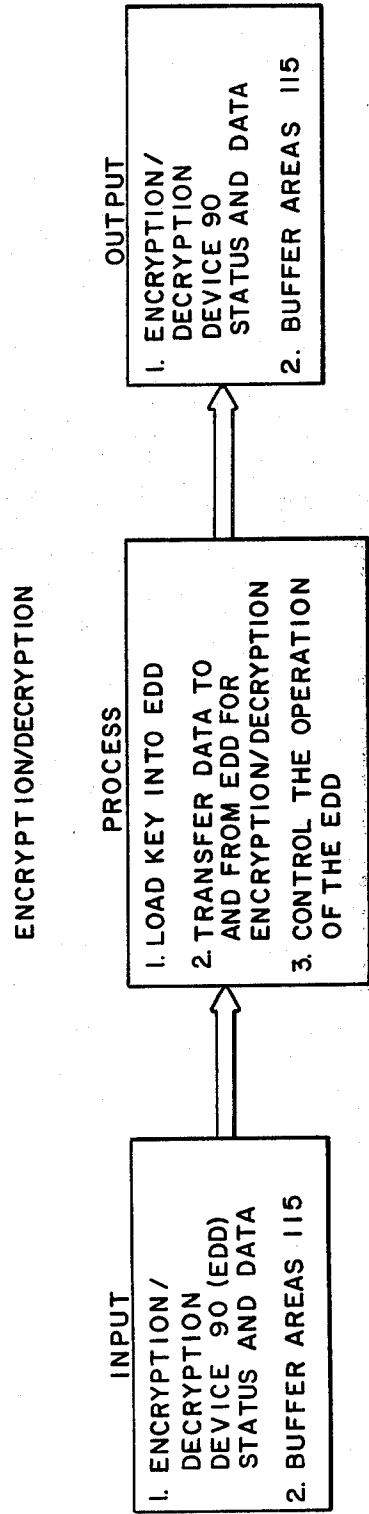 ENCRYPTION/DECRYPTION
INPUT
1. ENCRYPTION/
DECRYPTION
DEVICE 90 (EDD)
STATUS AND DATA
2. BUFFER AREAS 115
PROCESS
1. LOAD KEY INTO EDD
2. TRANSFER DATA TO
AND FROM EDD FOR
ENCRYPTION/DECRYPTION
3. CONTROL THE OPERATION
OF THE EDD
OUTPUT
1. ENCRYPTION/
DECRYPTION
DEVICE 90
STATUS AND DATA
2. BUFFER AREAS 115